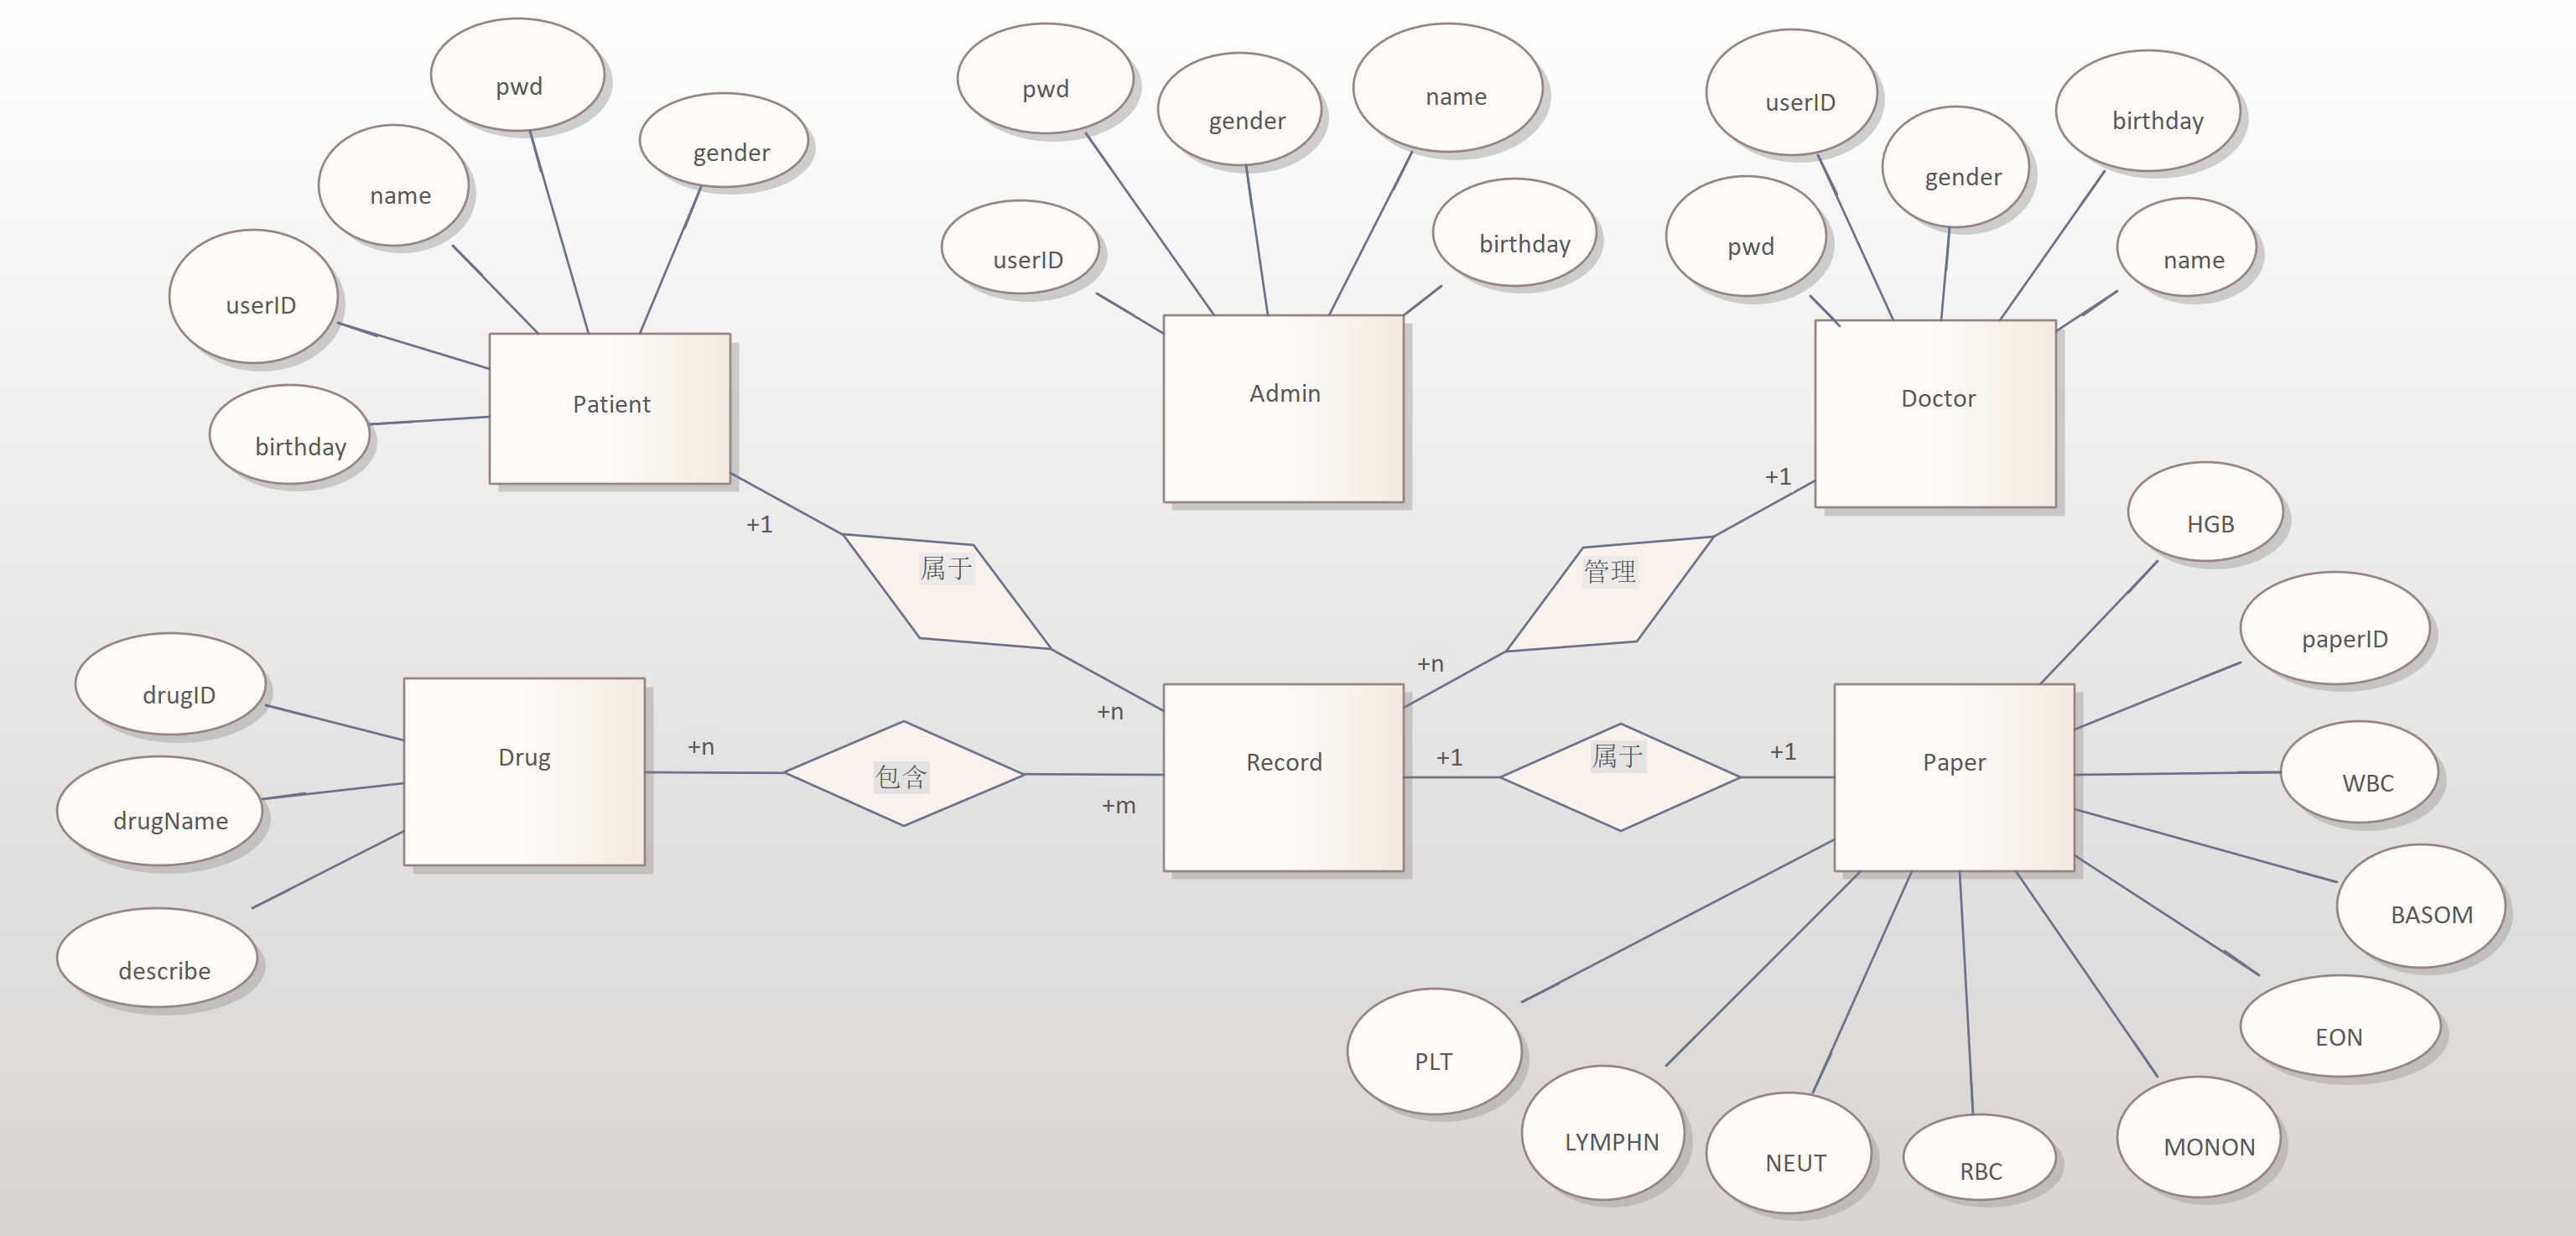 pwd
gender
name
userID
birthday
Patient
pwd
gender
name
userID
birthday
Admin
userID
gender
birthday
pwd
name
Doctor
+1
属于
+n
+1
管理
+n
drugID
drugName
describe
Drug
+n
包含
+m
Record
+1
属于
+1
Paper
HGB
paperID
WBC
BASOM
EON
MONON
RBC
NEUT
LYMPHN
PLT